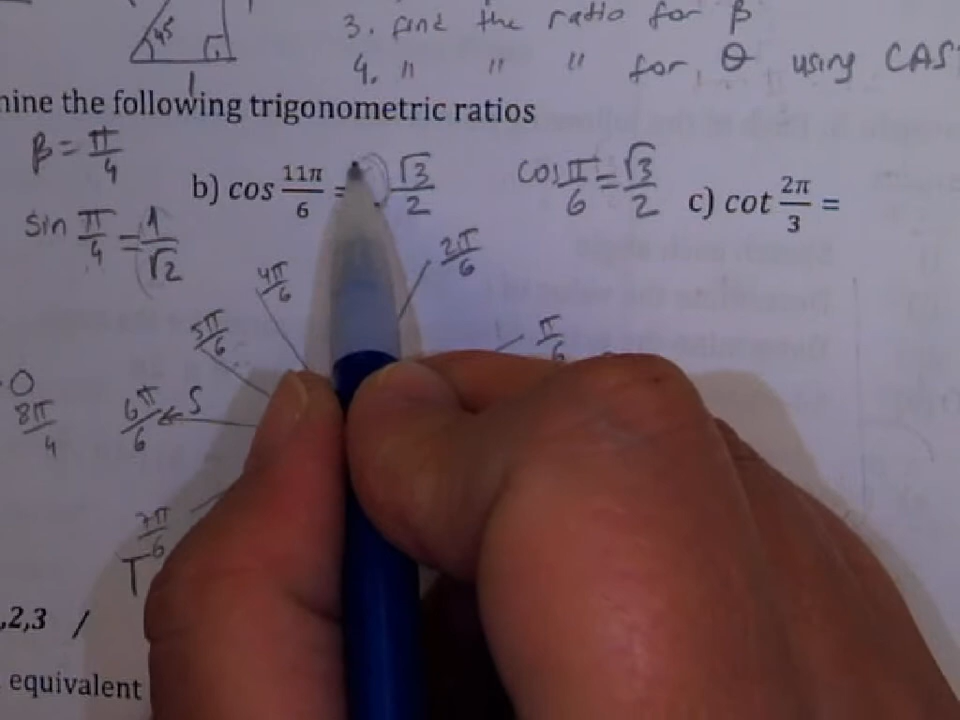 45
3. find the ratio for β
4. " " " for θ using CAS
1
nine the following trigonometric ratios
β = π/4
b) cos 11π/6 = √3/2
cos π/6 = √3/2
c) cot 2π/3 =
sin π/4 = 1/√2
4π/6
2π/6
5π/6
π/6
0
8π/4
6π/6
S
7π/6
T
,2,3 /
equivalent